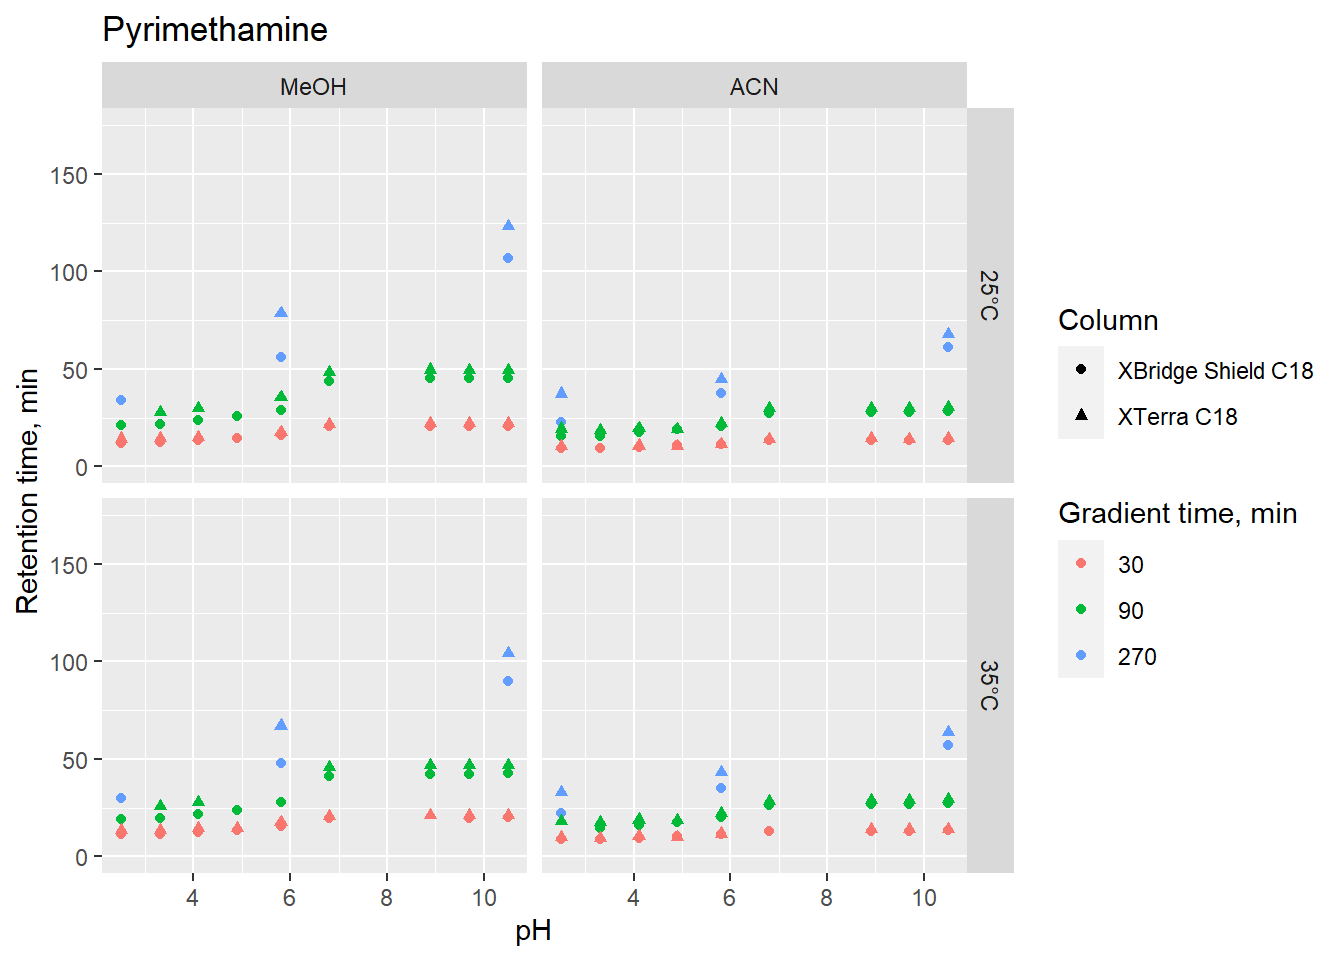 Pyrimethamine
MeOH
ACN
150
100
50
0
25°C
150
100
50
0
35°C
4
6
8
10
4
6
8
10
Retention time, min
pH
Column
XBridge Shield C18
XTerra C18
Gradient time, min
30
90
270